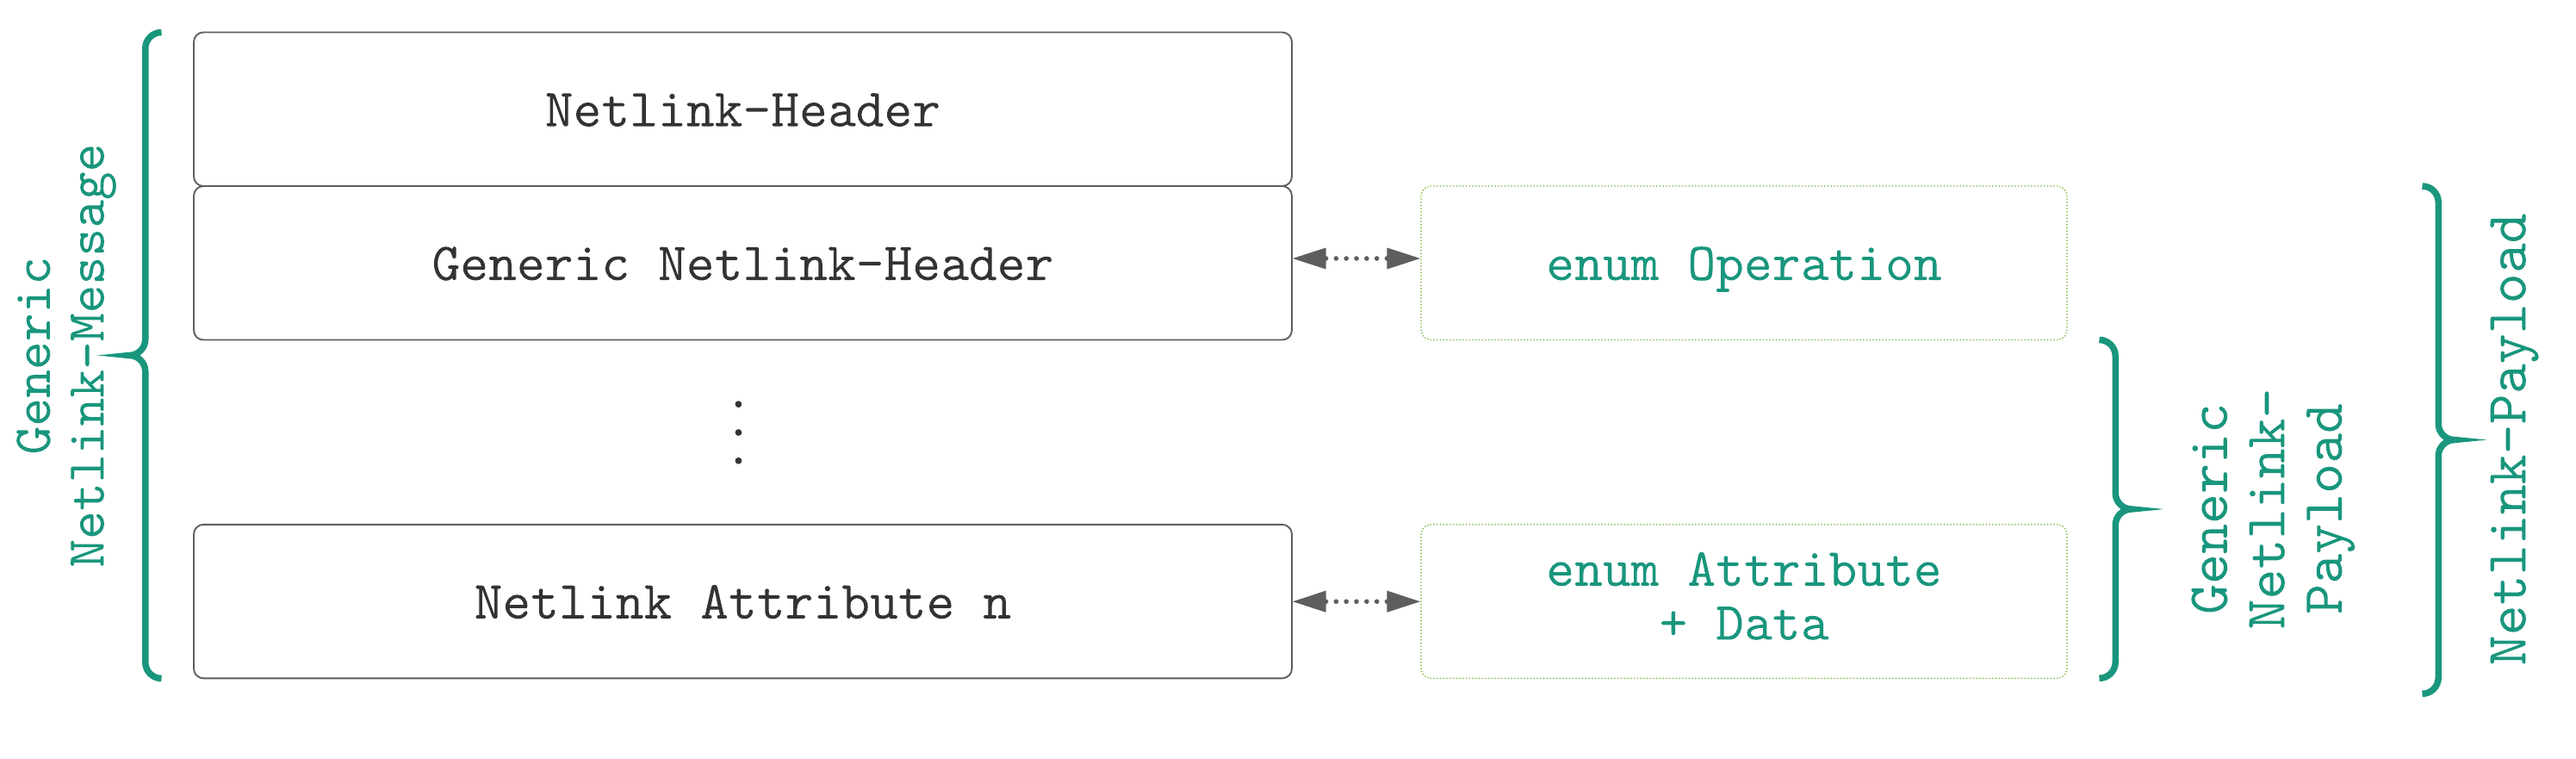 Generic
Netlink-Message
Netlink-Header
Generic Netlink-Header
enum Operation
Netlink Attribute n
enum Attribute
+ Data
Generic
Netlink-
Payload
Netlink-Payload